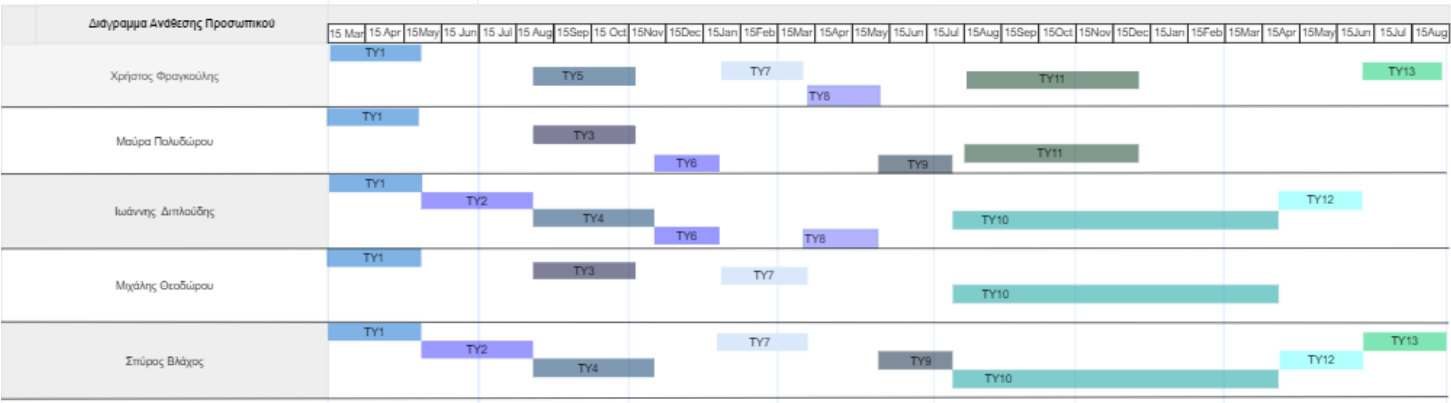 Διάγραμμα Ανάθεσης Προσωπικού
15 Mar 15 Apr 15May 15 Jun 15 Jul 15 Aug 15Sep 15 Oct 15Nov 15Dec 15Jan 15Feb 15Mar 15Apr 15May 15Jun 15Jul 15Aug 15Sep 15Oct 15Nov 15Dec 15Jan 15Feb 15Mar 15Apr 15May 15Jun 15Jul 15Aug
TY1
Χρήστος Φραγκούλης TY5 TY7 TY11 TY13
TY8
TY1
Μαύρα Πολυδώρου TY3 TY11
TY6 TY9
TY1
TY2 TY12
Ιωάννης Διπλούδης TY4 TY10
TY6 TY8
TY1
Μιχάλης Θεοδώρου TY3 TY7
TY10
TY1
TY2 TY7 TY13
Σπύρος Βλάχος TY4 TY9 TY12
TY10